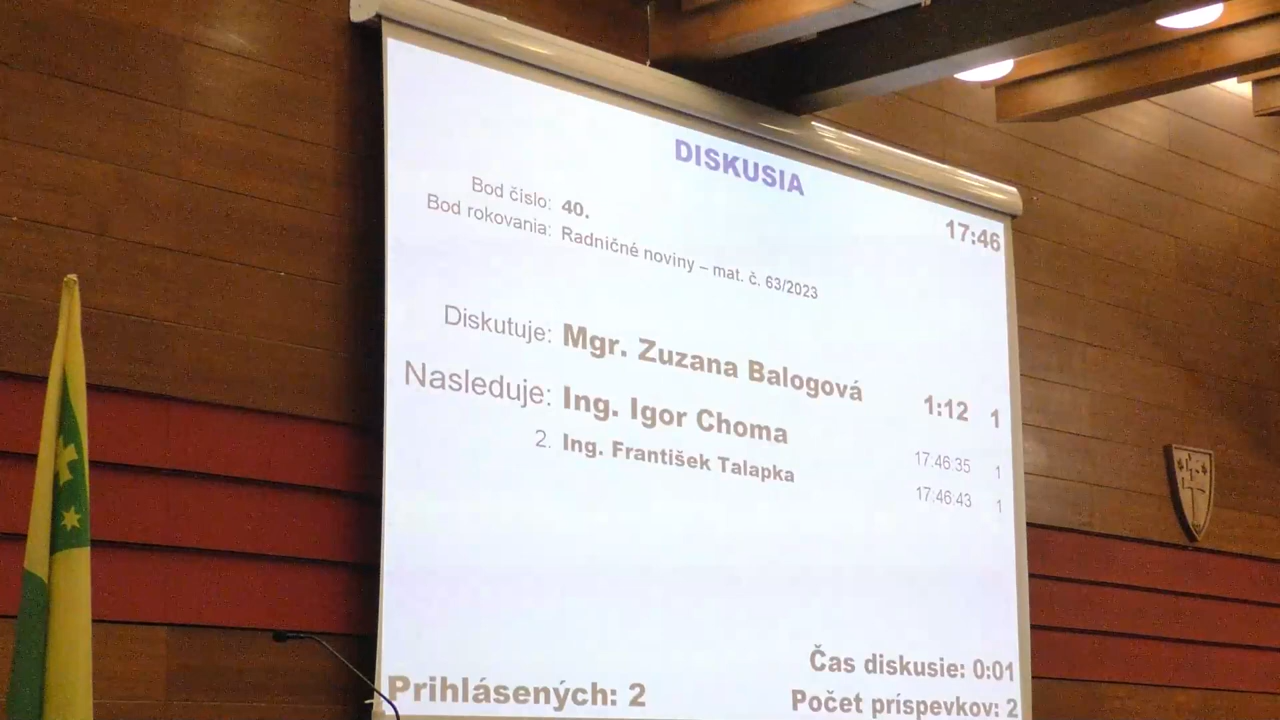 DISKUSIA
17:46
Bod číslo: 40.
Bod rokovania: Radničné noviny – mat. č. 63/2023
Diskutuje: Mgr. Zuzana Balogová 1:12 1
Nasleduje: Ing. Igor Choma 17:46:35 1
2. Ing. František Talapka 17:46:43 1
Prihlásených: 2
Čas diskusie: 0:01
Počet príspevkov: 2